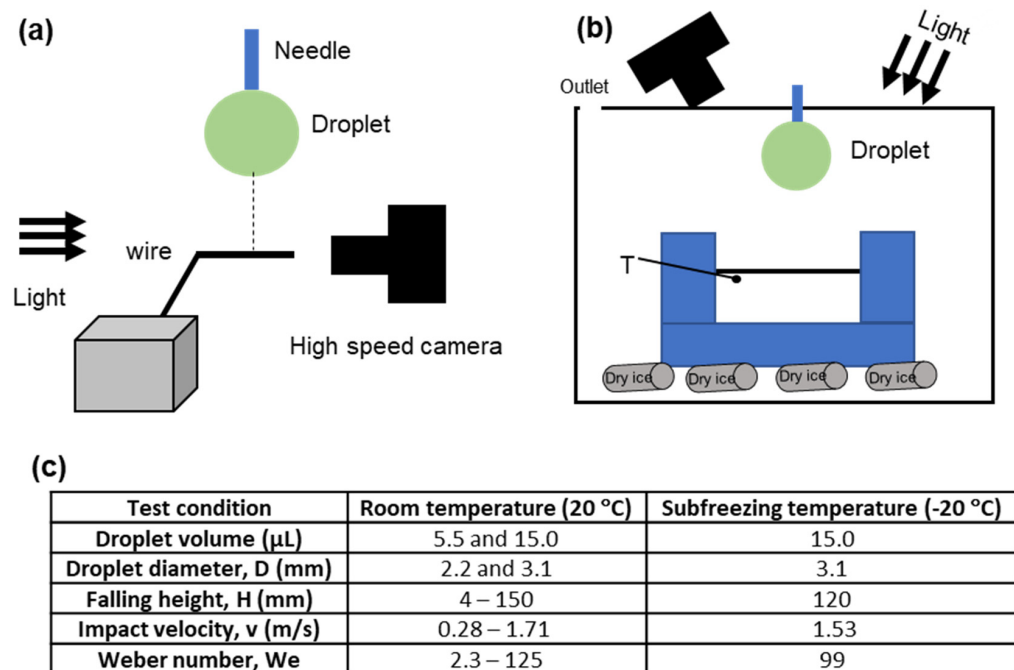 (a)
Needle
Droplet
wire
Light
High speed camera
(b)
Light
Outlet
Droplet
T
Dry ice Dry ice Dry ice Dry ice
(c)
Test condition Room temperature (20 °C) Subfreezing temperature (-20 °C)
Droplet volume (µL) 5.5 and 15.0 15.0
Droplet diameter, D (mm) 2.2 and 3.1 3.1
Falling height, H (mm) 4 – 150 120
Impact velocity, v (m/s) 0.28 – 1.71 1.53
Weber number, We 2.3 - 125 99